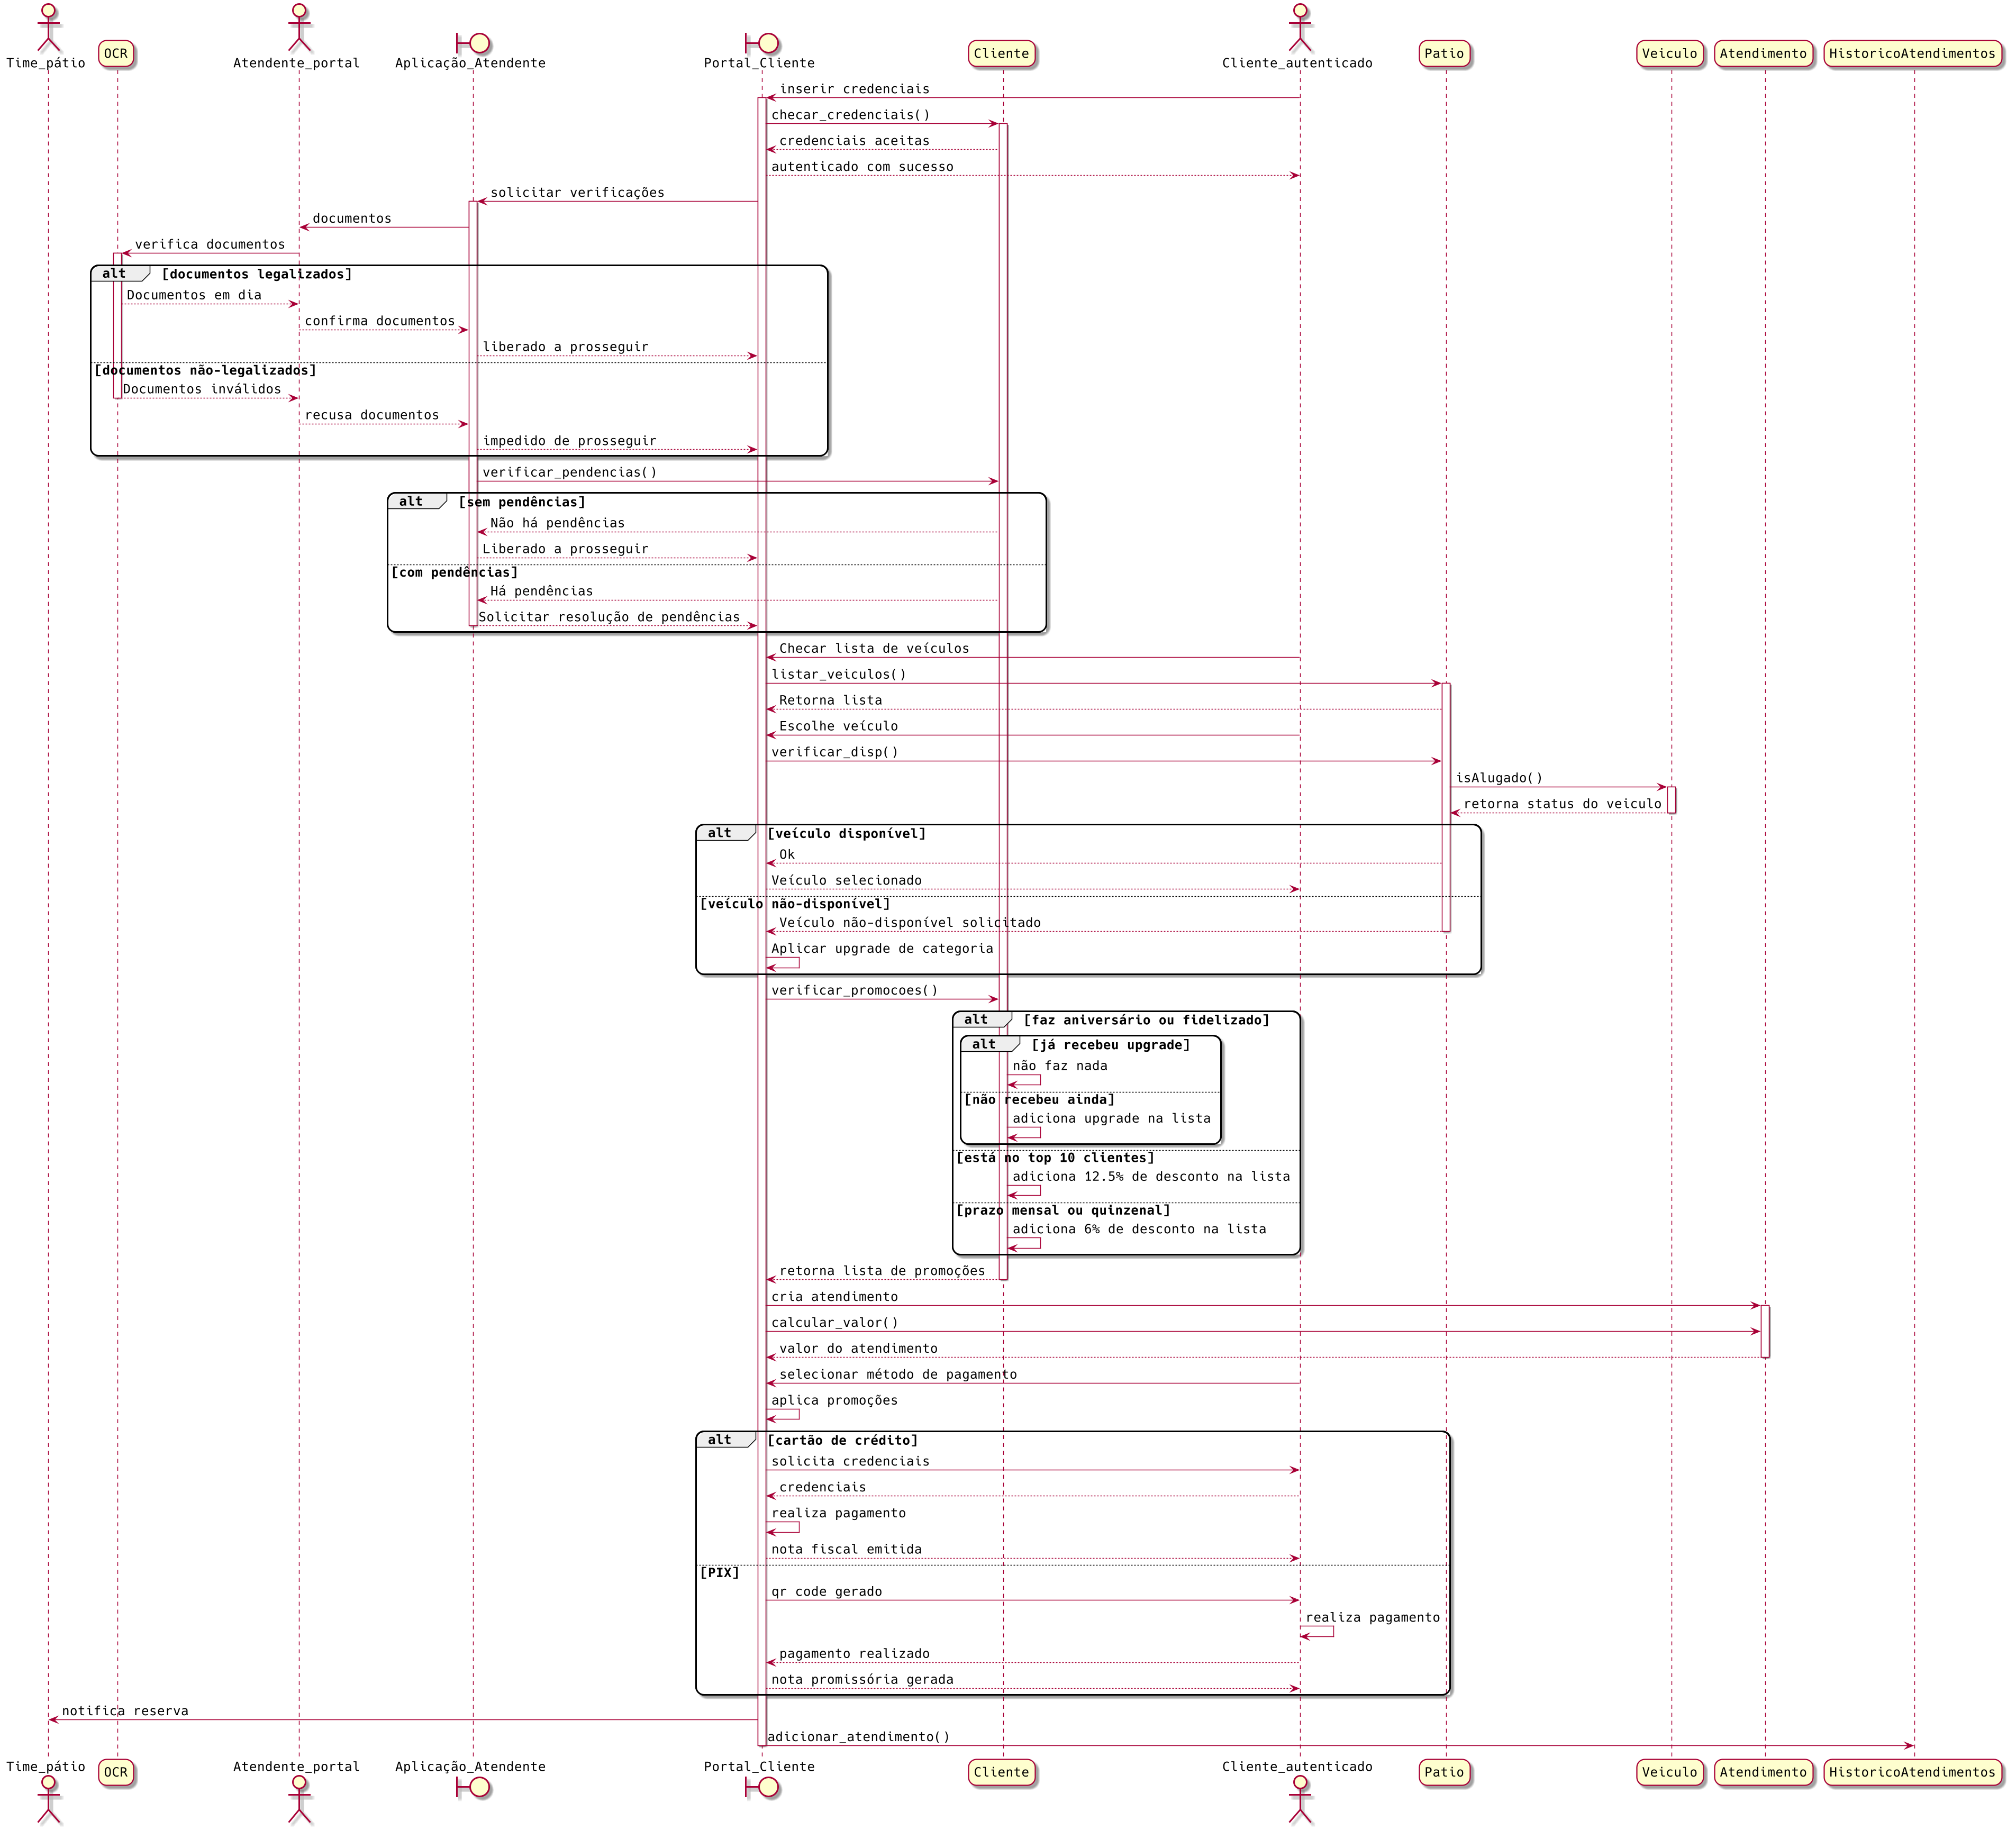 Time_pátio
OCR
Atendente_portal
Aplicação_Atendente
Portal_Cliente
Cliente
Cliente_autenticado
Patio
Veiculo
Atendimento
HistoricoAtendimentos
inserir credenciais
checar_credenciais()
credenciais aceitas
autenticado com sucesso
solicitar verificações
documentos
verifica documentos
alt [documentos legalizados]
Documentos em dia
confirma documentos
liberado a prosseguir
[documentos não-legalizados]
Documentos inválidos
recusa documentos
impedido de prosseguir
verificar_pendencias()
alt [sem pendências]
Não há pendências
Liberado a prosseguir
[com pendências]
Há pendências
Solicitar resolução de pendências
Checar lista de veículos
listar_veiculos()
Retorna lista
Escolhe veículo
verificar_disp()
isAlugado()
retorna status do veiculo
alt [veículo disponível]
Ok
Veículo selecionado
[veículo não-disponível]
Veículo não-disponível solicitado
Aplicar upgrade de categoria
verificar_promocoes()
alt [faz aniversário ou fidelizado]
alt [já recebeu upgrade]
não faz nada
[não recebeu ainda]
adiciona upgrade na lista
[está no top 10 clientes]
adiciona 12.5% de desconto na lista
[prazo mensal ou quinzenal]
adiciona 6% de desconto na lista
retorna lista de promoções
cria atendimento
calcular_valor()
valor do atendimento
selecionar método de pagamento
aplica promoções
alt [cartão de crédito]
solicita credenciais
credenciais
realiza pagamento
nota fiscal emitida
[PIX]
qr code gerado
realiza pagamento
pagamento realizado
nota promissória gerada
notifica reserva
adicionar_atendimento()
Time_pátio
OCR
Atendente_portal
Aplicação_Atendente
Portal_Cliente
Cliente
Cliente_autenticado
Patio
Veiculo
Atendimento
HistoricoAtendimentos